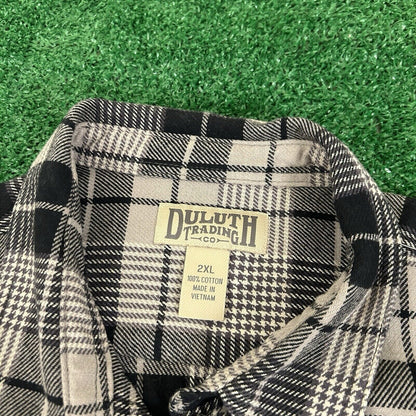 DULUTH
TRADING
CO
2XL
100% COTTON
MADE IN
VIETNAM